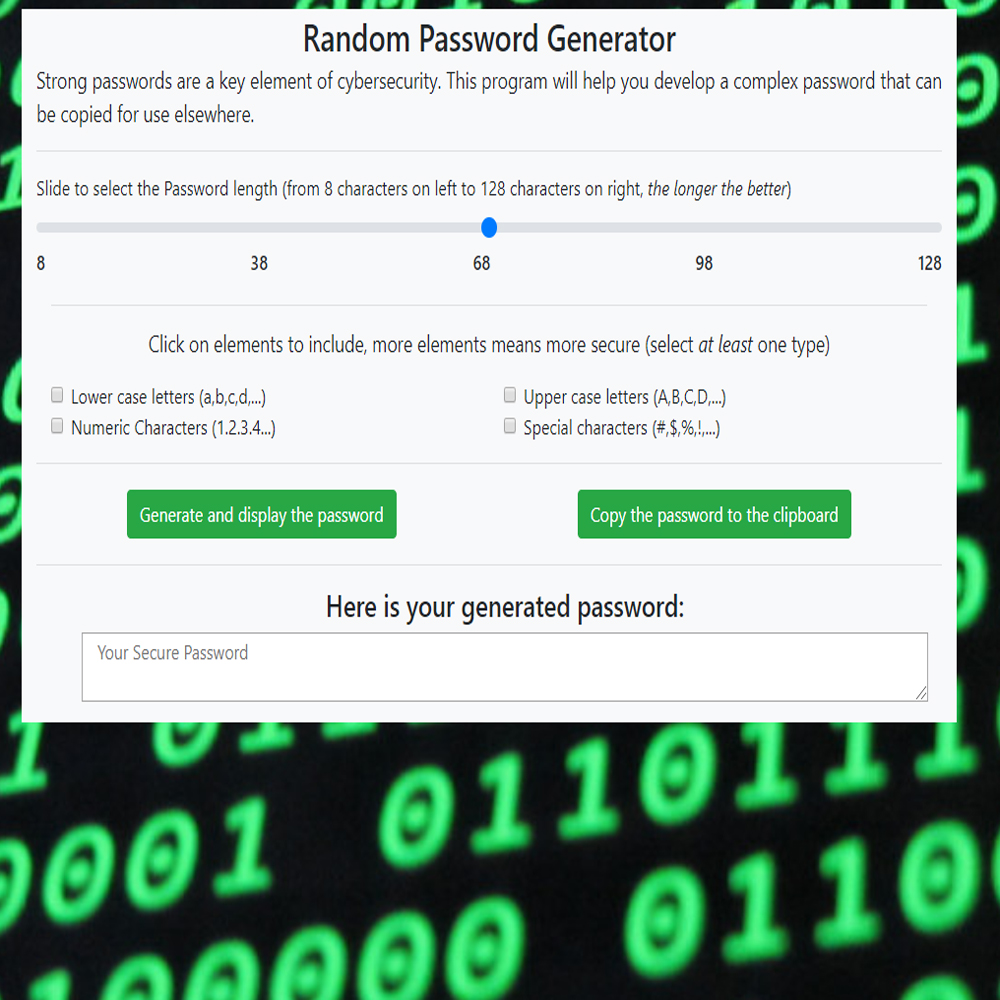 Random Password Generator
Strong passwords are a key element of cybersecurity. This program will help you develop a complex password that can
be copied for use elsewhere.
Slide to select the Password length (from 8 characters on left to 128 characters on right, the longer the better)
8 38 68 98 128
Click on elements to include, more elements means more secure (select at least one type)
Lower case letters (a,b,c,d,...) Upper case letters (A,B,C,D,...)
Numeric Characters (1.2.3.4...) Special characters (#,$,%,!,...)
Generate and display the password Copy the password to the clipboard
Here is your generated password:
Your Secure Password
0001 0110111
100000 0110